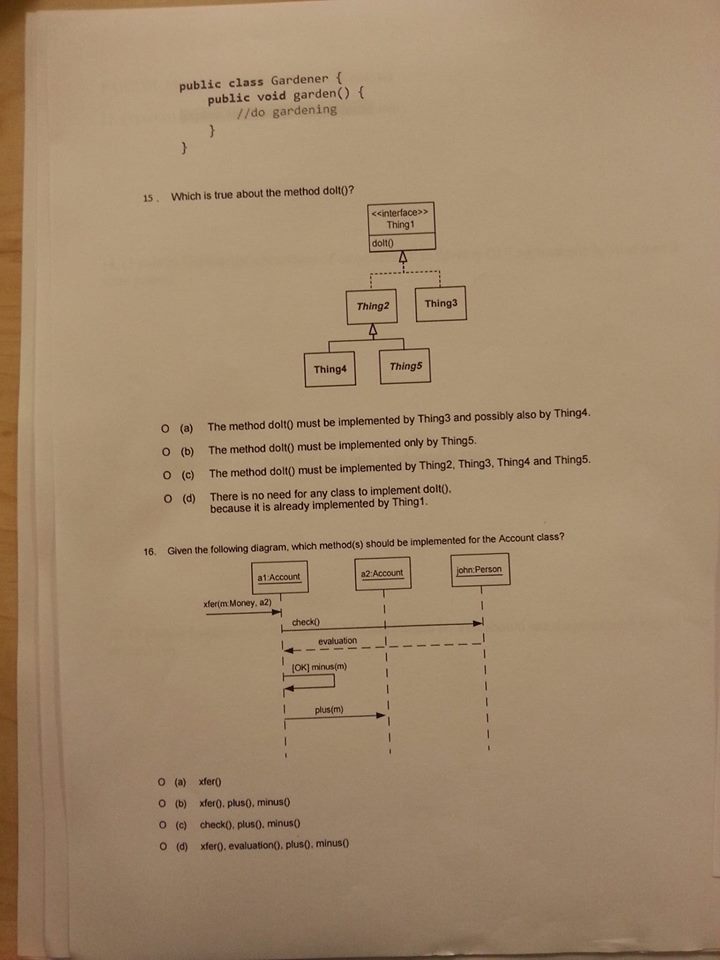 public class Gardener {
public void garden() {
//do gardening
}
}
15. Which is true about the method doIt()?
<<interface>>
Thing1
doIt()
Thing2
Thing3
Thing4
Thing5
O (a) The method doIt() must be implemented by Thing3 and possibly also by Thing4.
O (b) The method doIt() must be implemented only by Thing5.
O (c) The method doIt() must be implemented by Thing2, Thing3, Thing4 and Thing5.
O (d) There is no need for any class to implement doIt(),
because it is already implemented by Thing1.
16. Given the following diagram, which method(s) should be implemented for the Account class?
a1:Account
a2:Account
john:Person
xfer(m:Money, a2)
check()
evaluation
[OK] minus(m)
plus(m)
O (a) xfer()
O (b) xfer(), plus(), minus()
O (c) check(), plus(), minus()
O (d) xfer(), evaluation(), plus(), minus()